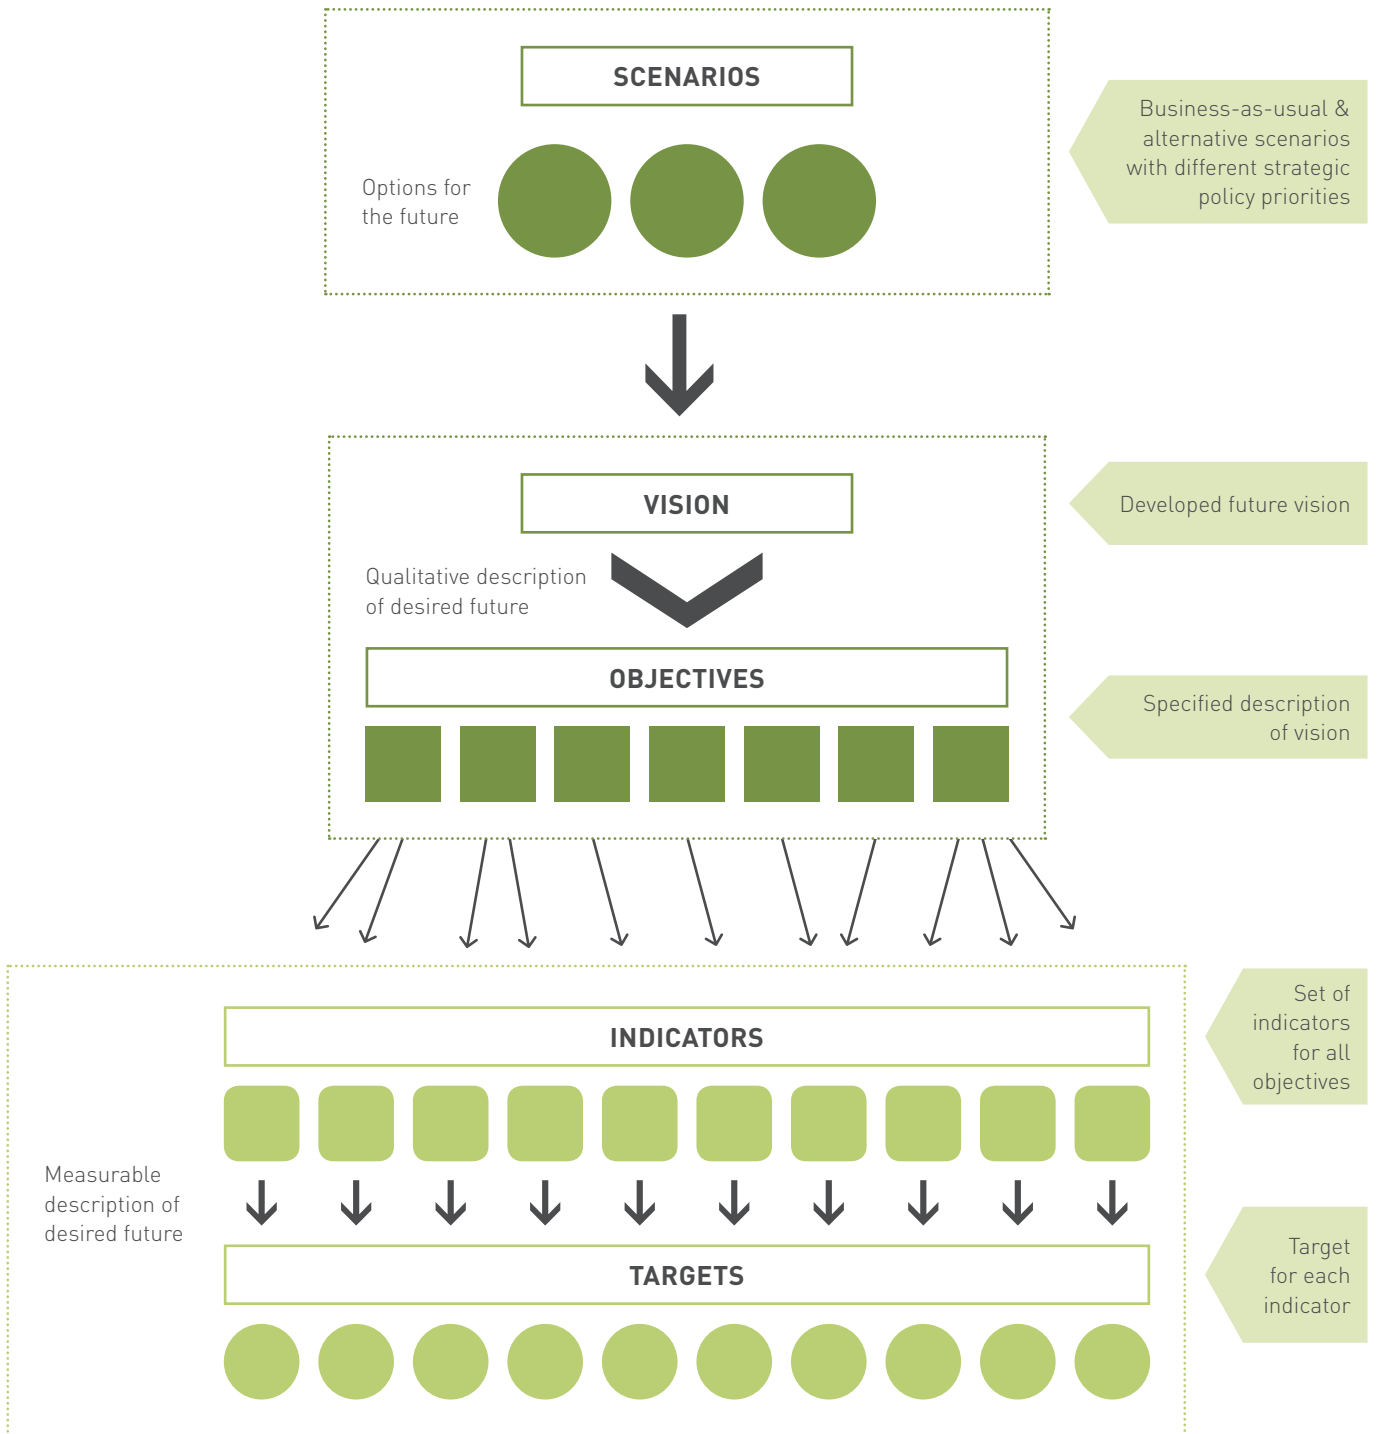 SCENARIOS
Options for
the future
Business-as-usual &
alternative scenarios
with different strategic
policy priorities
VISION
Developed future vision
Qualitative description
of desired future
OBJECTIVES
Specified description
of vision
INDICATORS
Set of
indicators
for all
objectives
Measurable
description of
desired future
TARGETS
Target
for each
indicator